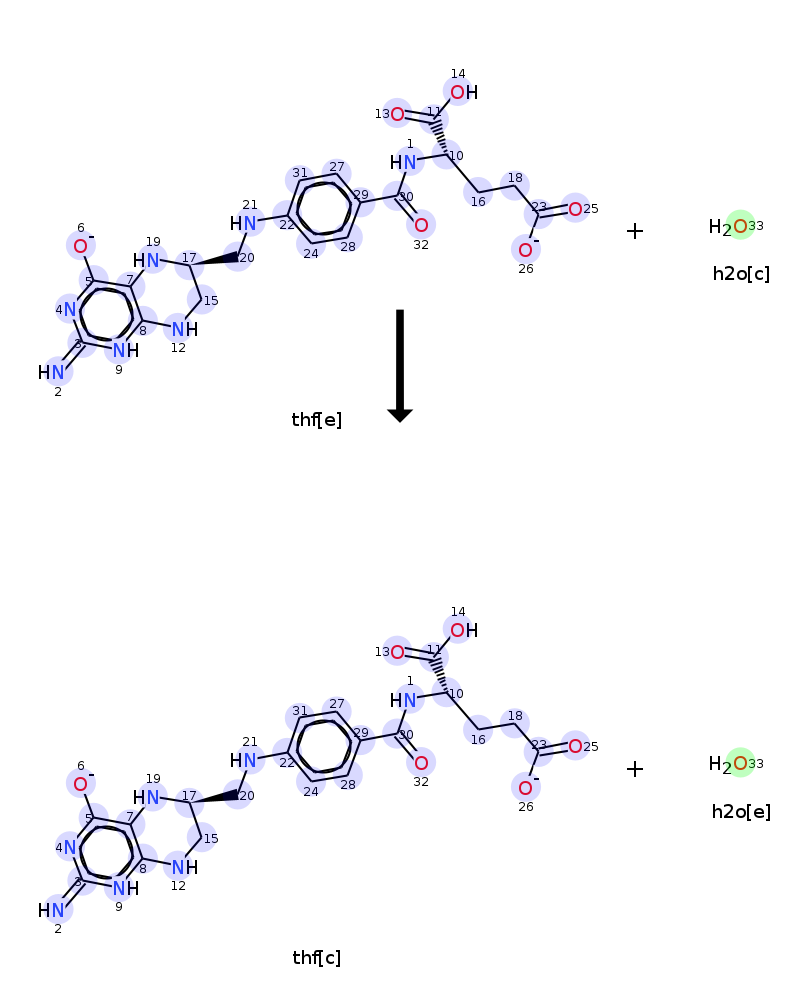 14
OH
13 O 11
1
HN 10
31 27
18
29 30 16
21
O 25
HN 22 O 23
6
H2O 33
+
O-
24 28 32
19
O-
HN 17 20
26
h2o[c]
5 7
15
4 N
8 NH
12
3 NH
9
HN
2
thf[e]
14
OH
13 O 11
1
HN 10
31 27
18
29 30 16
21
O 25
HN 22 O 23
6
H2O 33
+
O-
24 28 32
19
O-
HN 17 20
26
h2o[e]
5 7
15
4 N
8 NH
12
3 NH
9
HN
2
thf[c]